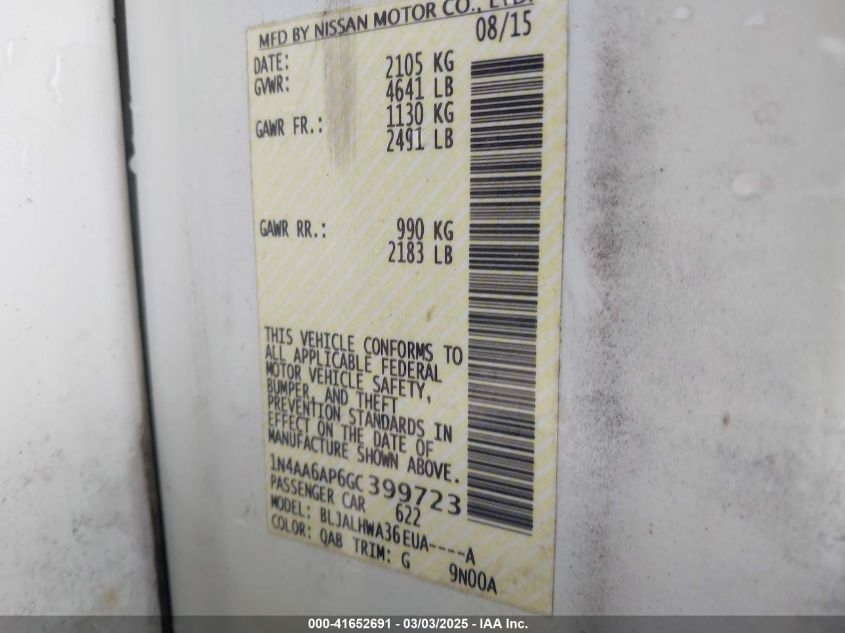 MFD BY NISSAN MOTOR CO., LTD.
DATE: 08/15
GVWR: 2105 KG
4641 LB
GAWR FR.: 1130 KG
2491 LB
GAWR RR.: 990 KG
2183 LB
THIS VEHICLE CONFORMS TO
ALL APPLICABLE FEDERAL
MOTOR VEHICLE SAFETY,
BUMPER, AND THEFT
PREVENTION STANDARDS IN
EFFECT ON THE DATE OF
MANUFACTURE SHOWN ABOVE.
1N4AA6AP6GC399723
PASSENGER CAR 622
MODEL: BLJALHWA36EUA----A
COLOR: QAB TRIM: G 9N00A
000-41652691 / 03/03/2025 - IAA Inc.